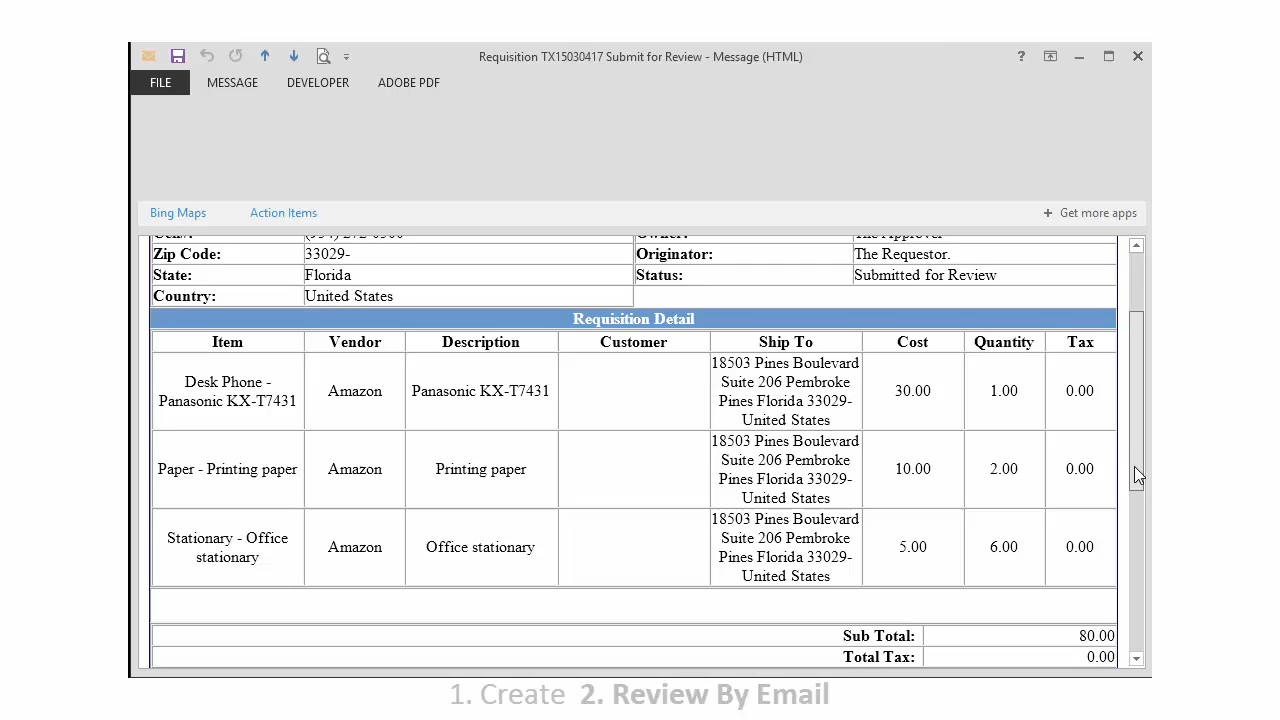 Requisition TX15030417 Submit for Review - Message (HTML)
?
FILE MESSAGE DEVELOPER ADOBE PDF
Bing Maps Action Items + Get more apps
Zip Code: 33029- Originator: The Requestor.
State: Florida Status: Submitted for Review
Country: United States
Requisition Detail
Item Vendor Description Customer Ship To Cost Quantity Tax
Desk Phone -
Panasonic KX-T7431
Amazon
Panasonic KX-T7431
18503 Pines Boulevard
Suite 206 Pembroke
Pines Florida 33029-
United States
30.00 1.00 0.00
Paper - Printing paper
Amazon
Printing paper
18503 Pines Boulevard
Suite 206 Pembroke
Pines Florida 33029-
United States
10.00 2.00 0.00
Stationary - Office
stationary
Amazon
Office stationary
18503 Pines Boulevard
Suite 206 Pembroke
Pines Florida 33029-
United States
5.00 6.00 0.00
Sub Total: 80.00
Total Tax: 0.00
1. Create 2. Review By Email